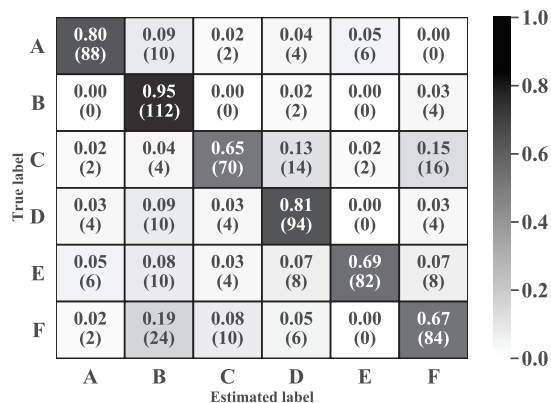 A 0.80 0.09 0.02 0.04 0.05 0.00
(88) (10) (2) (4) (6) (0)
B 0.00 0.95 0.00 0.02 0.00 0.03
(0) (112) (0) (2) (0) (4)
C 0.02 0.04 0.65 0.13 0.02 0.15
(2) (4) (70) (14) (2) (16)
D 0.03 0.09 0.03 0.81 0.00 0.03
(4) (10) (4) (94) (0) (4)
E 0.05 0.08 0.03 0.07 0.69 0.07
(6) (10) (4) (8) (82) (8)
F 0.02 0.19 0.08 0.05 0.00 0.67
(2) (24) (10) (6) (0) (84)
A B C D E F
Estimated label
True label
1.0
0.8
0.6
0.4
0.2
0.0